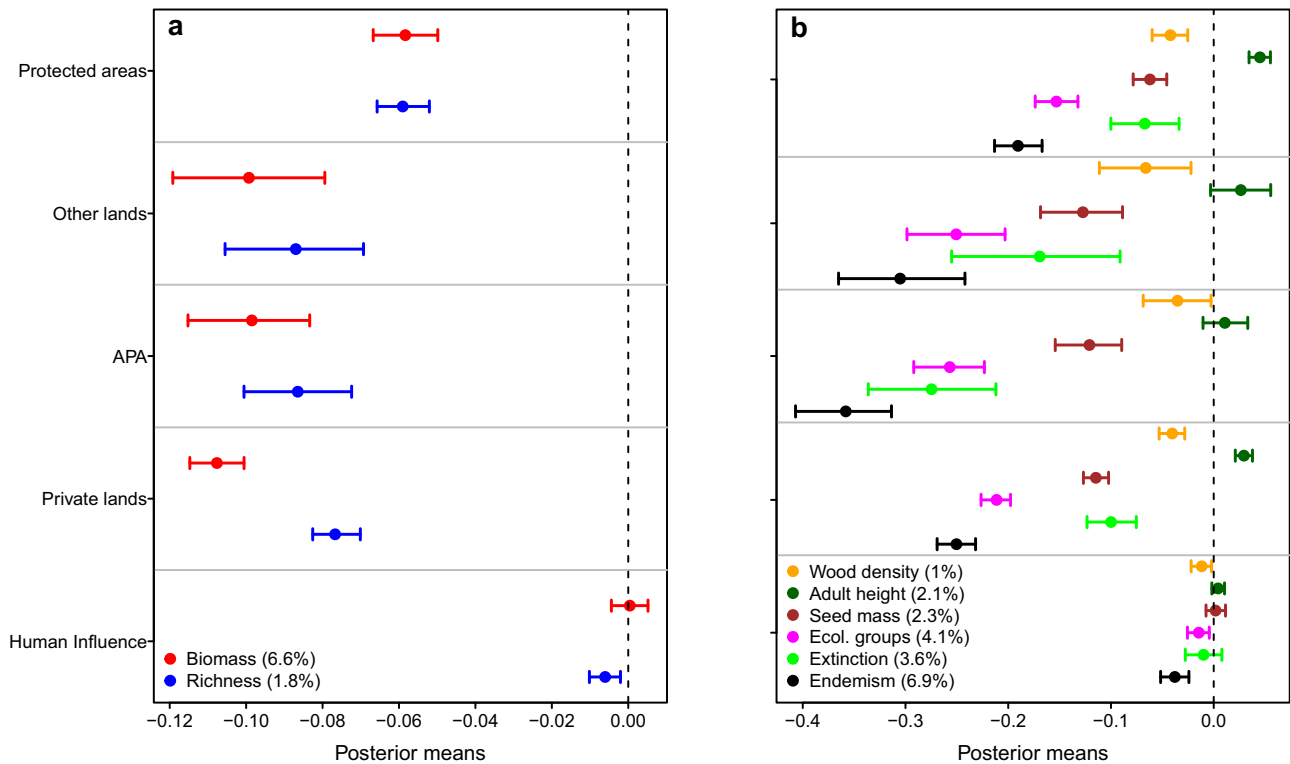 a
Protected areas
Other lands
APA
Private lands
Human Influence
Biomass (6.6%)
Richness (1.8%)
−0.12 −0.10 −0.08 −0.06 −0.04 −0.02 0.00
Posterior means
b
Wood density (1%)
Adult height (2.1%)
Seed mass (2.3%)
Ecol. groups (4.1%)
Extinction (3.6%)
Endemism (6.9%)
−0.4 −0.3 −0.2 −0.1 0.0
Posterior means